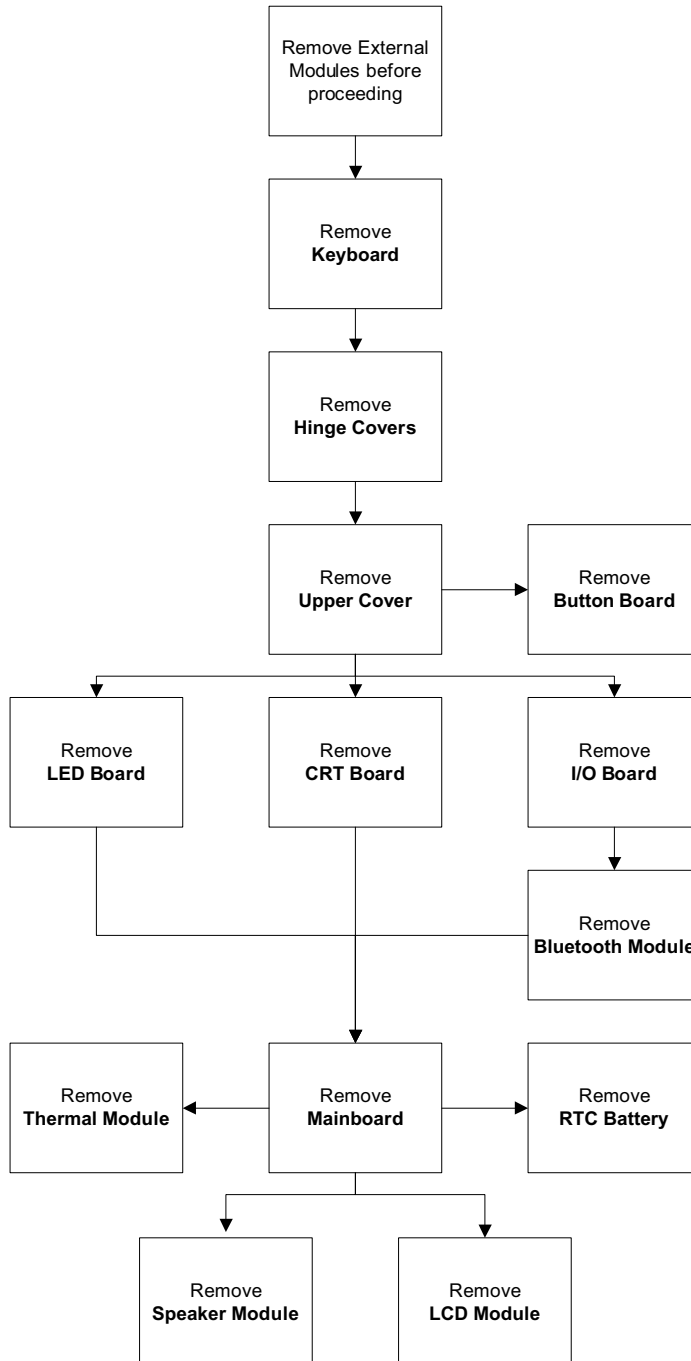 Remove External
Modules before
proceeding
Remove
Keyboard
Remove
Hinge Covers
Remove
Upper Cover
Remove
Button Board
Remove
LED Board
Remove
CRT Board
Remove
I/O Board
Remove
Bluetooth Module
Remove
Thermal Module
Remove
Mainboard
Remove
RTC Battery
Remove
Speaker Module
Remove
LCD Module